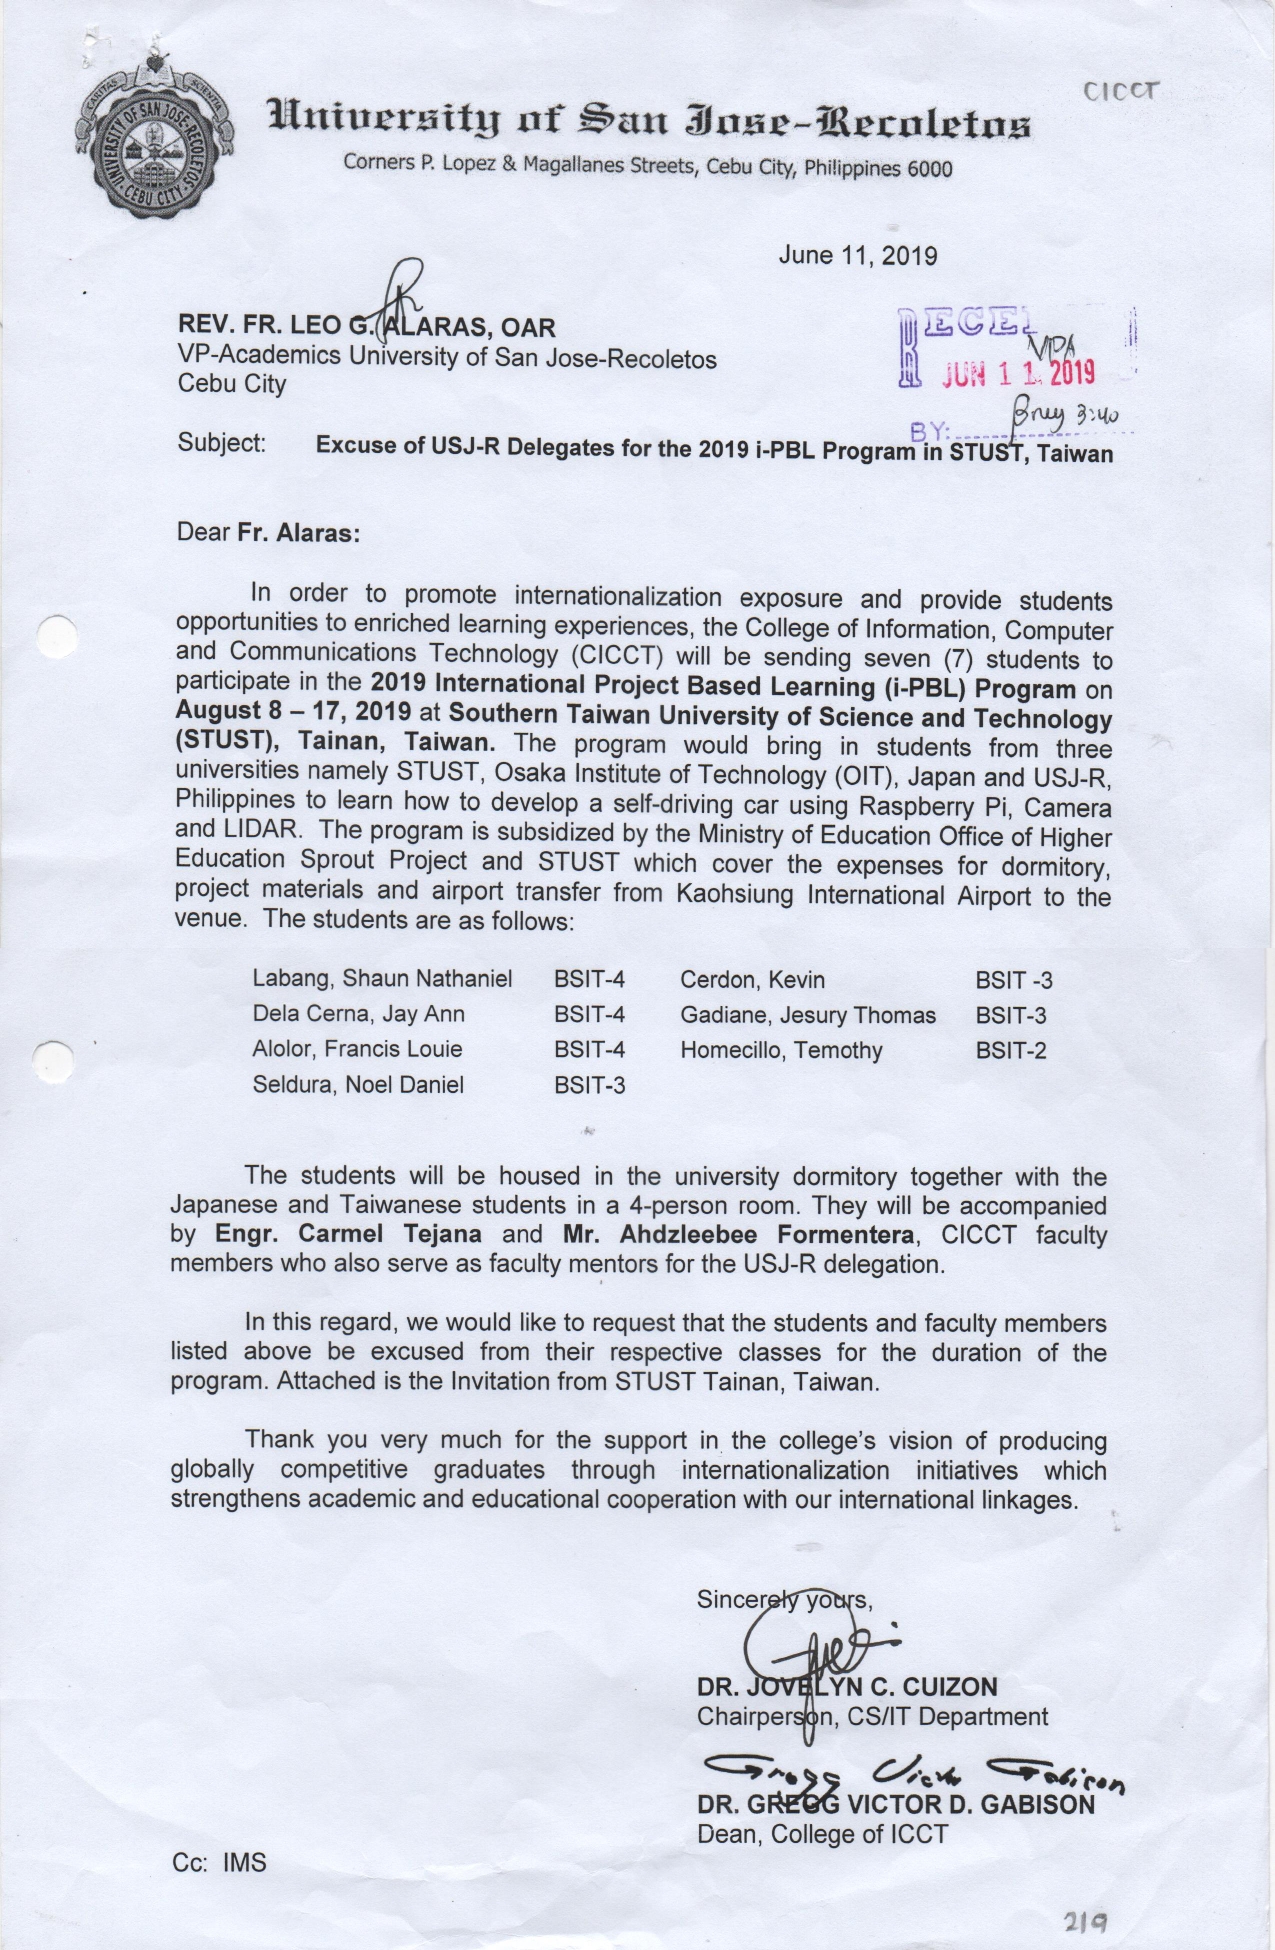 CICCT
CARITAS SCIENTIA
UNIVERSITY OF SAN JOSE-RECOLETOS
CEBU CITY
University of San Jose-Recoletos
Corners P. Lopez & Magallanes Streets, Cebu City, Philippines 6000
June 11, 2019
REV. FR. LEO G. ALARAS, OAR
VP-Academics University of San Jose-Recoletos
Cebu City
JUN 11 2019
3:40
BY:
Subject: Excuse of USJ-R Delegates for the 2019 i-PBL Program in STUST, Taiwan
Dear Fr. Alaras:
In order to promote internationalization exposure and provide students
opportunities to enriched learning experiences, the College of Information, Computer
and Communications Technology (CICCT) will be sending seven (7) students to
participate in the 2019 International Project Based Learning (i-PBL) Program on
August 8 – 17, 2019 at Southern Taiwan University of Science and Technology
(STUST), Tainan, Taiwan. The program would bring in students from three
universities namely STUST, Osaka Institute of Technology (OIT), Japan and USJ-R,
Philippines to learn how to develop a self-driving car using Raspberry Pi, Camera
and LIDAR. The program is subsidized by the Ministry of Education Office of Higher
Education Sprout Project and STUST which cover the expenses for dormitory,
project materials and airport transfer from Kaohsiung International Airport to the
venue. The students are as follows:
Labang, Shaun Nathaniel BSIT-4 Cerdon, Kevin BSIT -3
Dela Cerna, Jay Ann BSIT-4 Gadiane, Jesury Thomas BSIT-3
Alolor, Francis Louie BSIT-4 Homecillo, Temothy BSIT-2
Seldura, Noel Daniel BSIT-3
The students will be housed in the university dormitory together with the
Japanese and Taiwanese students in a 4-person room. They will be accompanied
by Engr. Carmel Tejana and Mr. Ahdzleebee Formentera, CICCT faculty
members who also serve as faculty mentors for the USJ-R delegation.
In this regard, we would like to request that the students and faculty members
listed above be excused from their respective classes for the duration of the
program. Attached is the Invitation from STUST Tainan, Taiwan.
Thank you very much for the support in the college's vision of producing
globally competitive graduates through internationalization initiatives which
strengthens academic and educational cooperation with our international linkages.
Sincerely yours,
DR. JOVELYN C. CUIZON
Chairperson, CS/IT Department
Gregg Victor Gabison
DR. GREGG VICTOR D. GABISON
Dean, College of ICCT
Cc: IMS
219